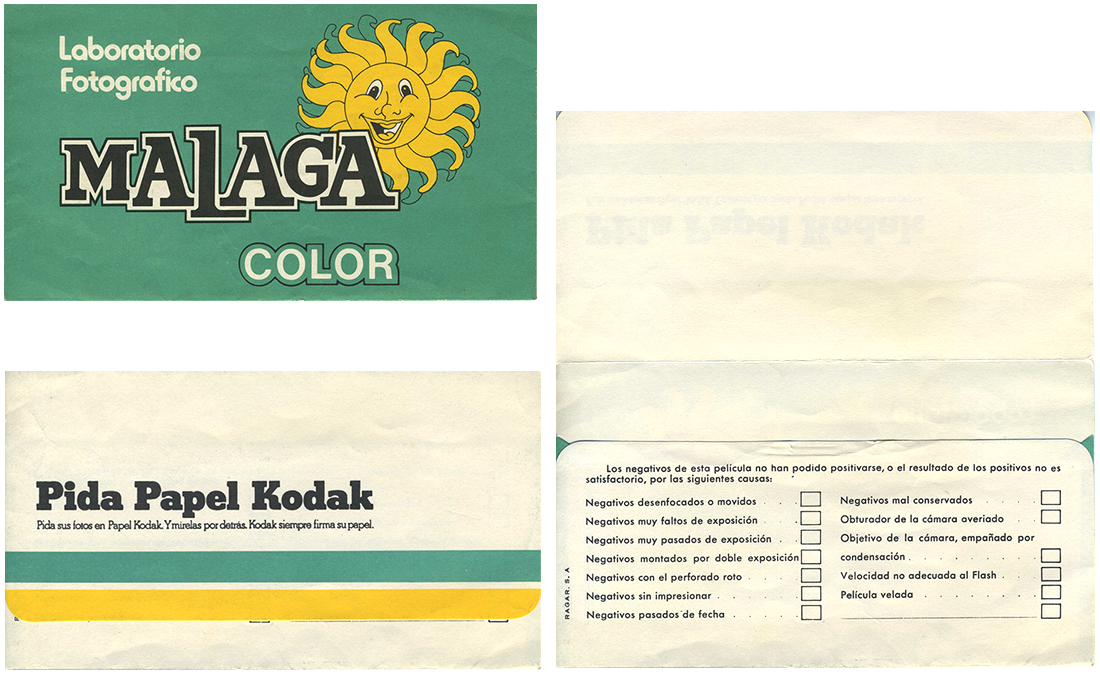 Laboratorio
Fotografico
MALAGA
COLOR
Pida Papel Kodak
Pida sus fotos en Papel Kodak. Y mirelas por detrás. Kodak siempre firma su papel.
Pida Papel Kodak
Los negativos de esta película no han podido positivarse, o el resultado de los positivos no es
satisfactorio, por las siguientes causas:
Negativos desenfocados o movidos
Negativos muy faltos de exposición
Negativos muy pasados de exposición
Negativos montados por doble exposición
Negativos con el perforado roto
Negativos sin impresionar
Negativos pasados de fecha
Negativos mal conservados
Obturador de la cámara averiado
Objetivo de la cámara, empañado por
condensación
Velocidad no adecuada al Flash
Película velada
RAGAR, S. A